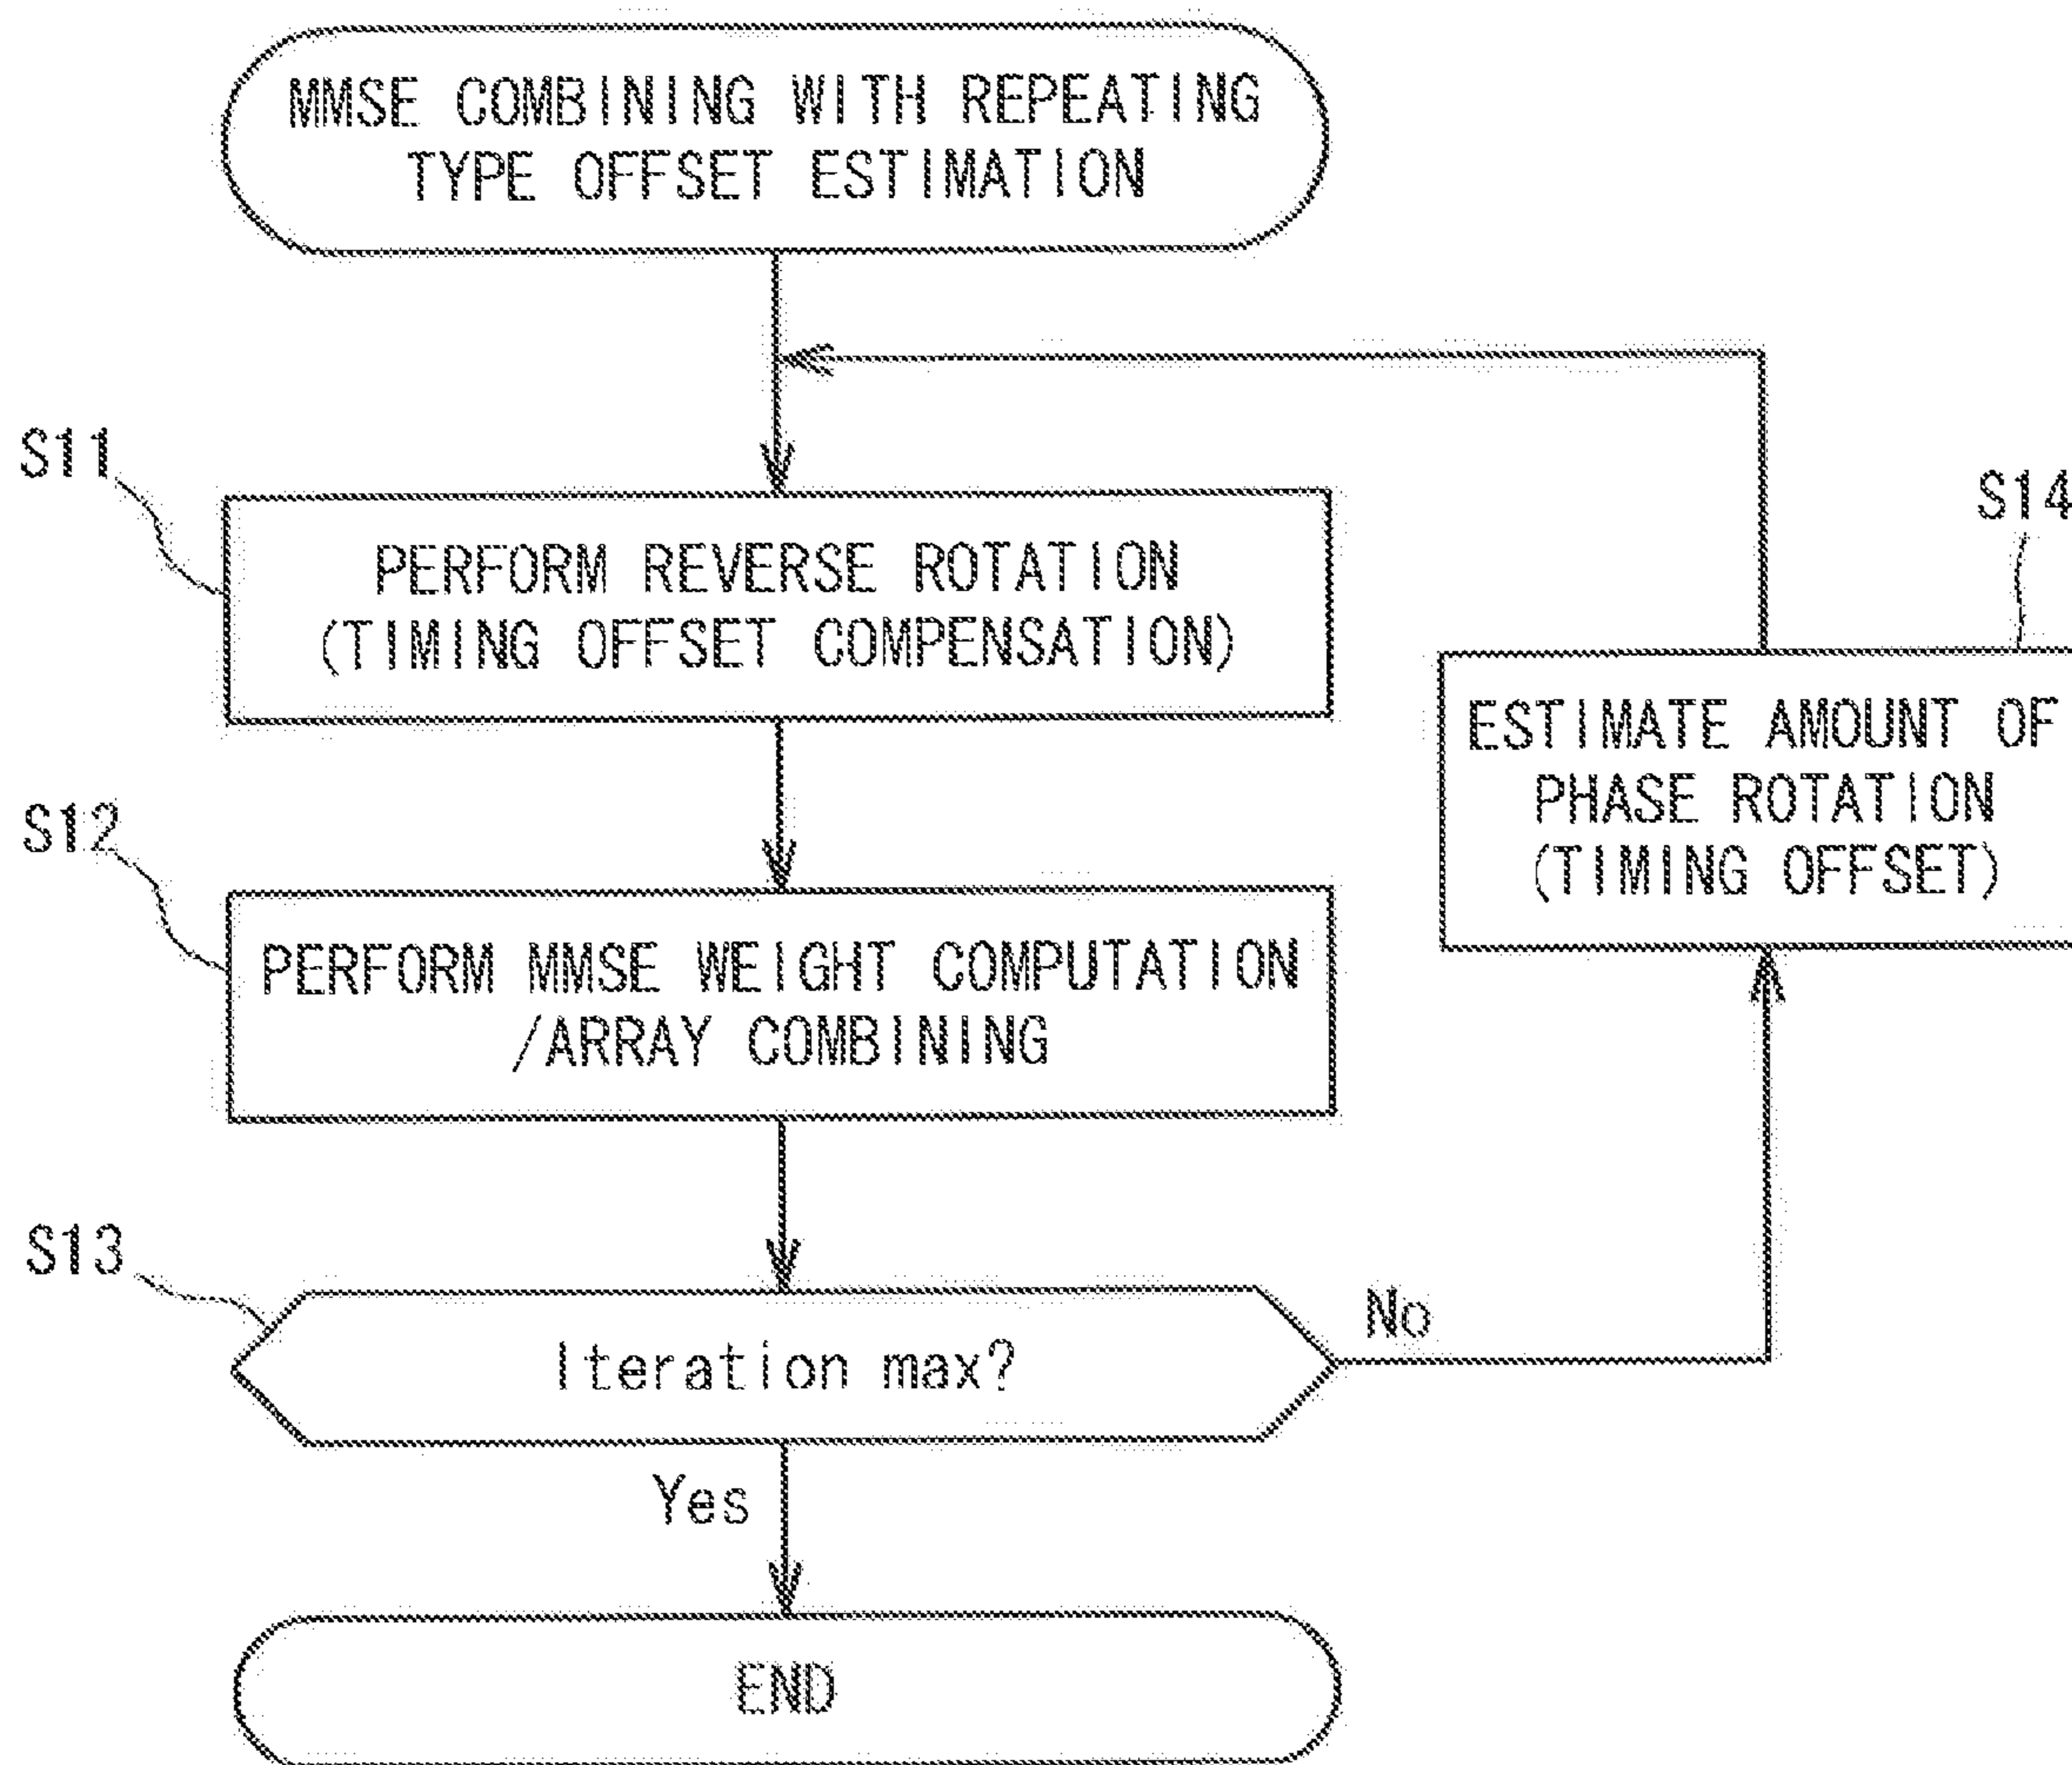 MMSE COMBINING WITH REPEATING
TYPE OFFSET ESTIMATION
S11
PERFORM REVERSE ROTATION
(TIMING OFFSET COMPENSATION)
S14
ESTIMATE AMOUNT OF
PHASE ROTATION
(TIMING OFFSET)
S12
PERFORM MMSE WEIGHT COMPUTATION
/ARRAY COMBINING
S13
Iteration max?
No
Yes
END